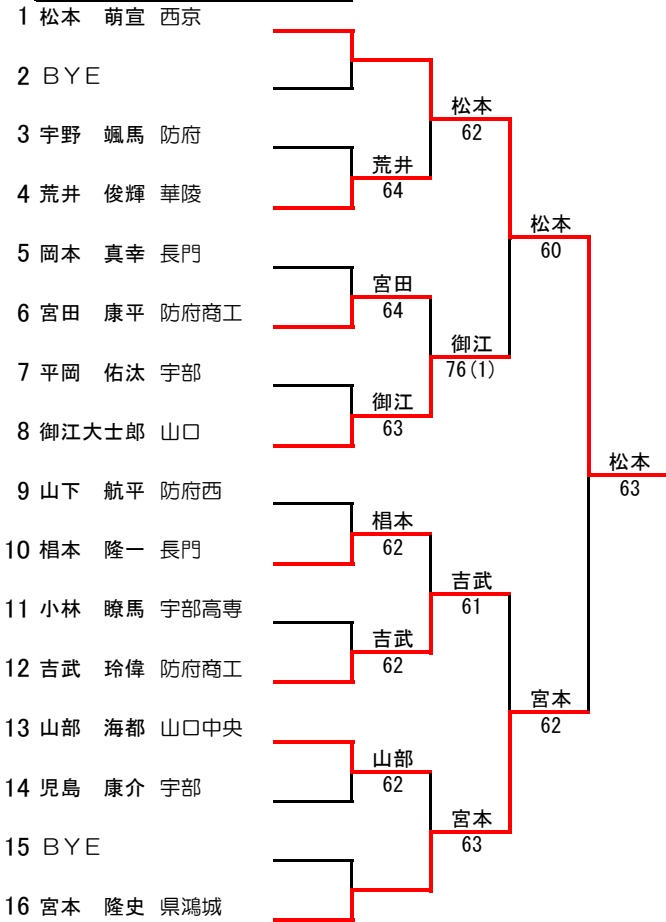 1 松本 萌宣 西京
2 ＢＹＥ
3 宇野 颯馬 防府
4 荒井 俊輝 華陵
5 岡本 真幸 長門
6 宮田 康平 防府商工
7 平岡 佑汰 宇部
8 御江大士郎 山口
9 山下 航平 防府西
10 椙本 隆一 長門
11 小林 瞭馬 宇部高専
12 吉武 玲偉 防府商工
13 山部 海都 山口中央
14 児島 康介 宇部
15 ＢＹＥ
16 宮本 隆史 県鴻城
荒井
64
宮田
64
御江
63
椙本
62
吉武
62
山部
62
松本
62
御江
76(1)
吉武
61
宮本
63
松本
60
宮本
62
松本
63